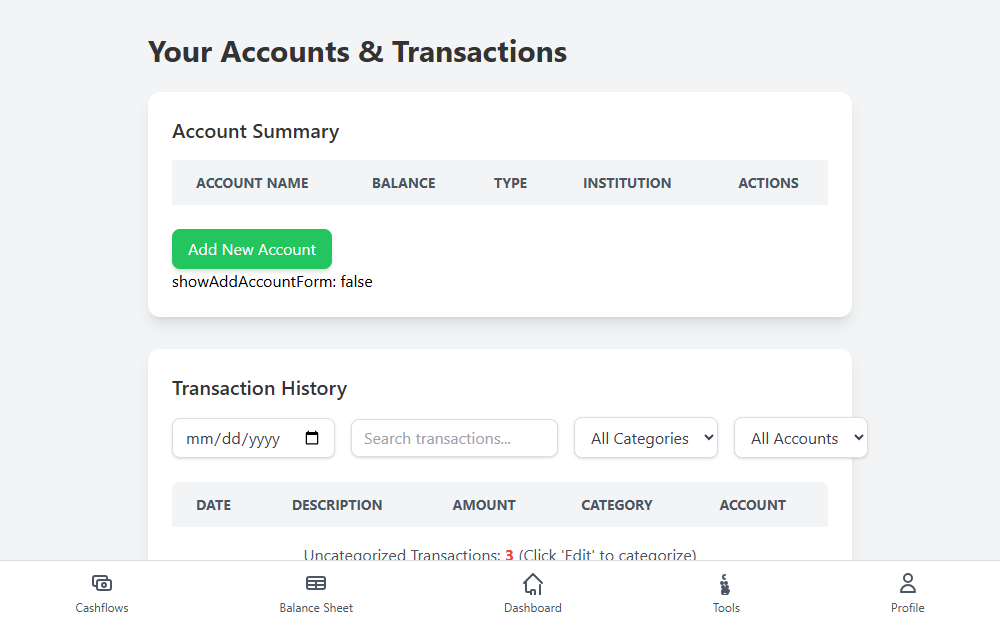 Your Accounts & Transactions
Account Summary
ACCOUNT NAME BALANCE TYPE INSTITUTION ACTIONS
Add New Account
showAddAccountForm: false
Transaction History
mm/dd/yyyy Search transactions... All Categories All Accounts
DATE DESCRIPTION AMOUNT CATEGORY ACCOUNT
Uncategorized Transactions: 3 (Click 'Edit' to categorize)
Cashflows Balance Sheet Dashboard Tools Profile